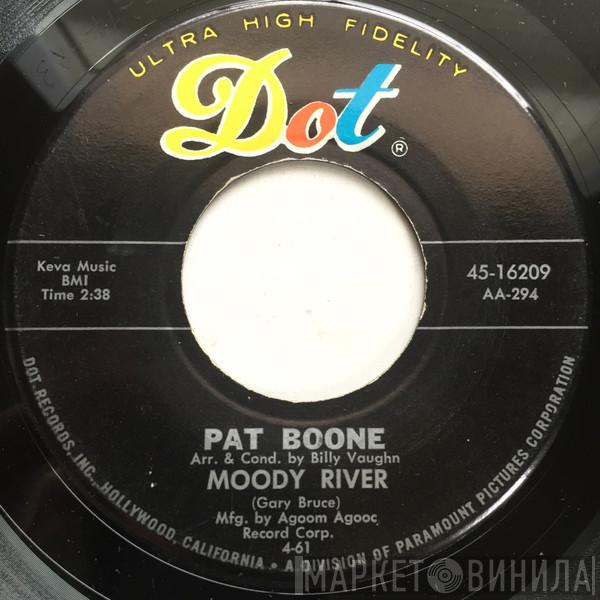 ULTRA HIGH FIDELITY
Dot®
Keva Music
BMI
Time 2:38
45-16209
AA-294
PAT BOONE
Arr. & Cond. by Billy Vaughn
MOODY RIVER
(Gary Bruce)
Mfg. by Agoom Agooc
Record Corp.
4-61
DOT RECORDS, INC., HOLLYWOOD, CALIFORNIA • A DIVISION OF PARAMOUNT PICTURES CORPORATION
МАРКЕТ ВИНИЛА